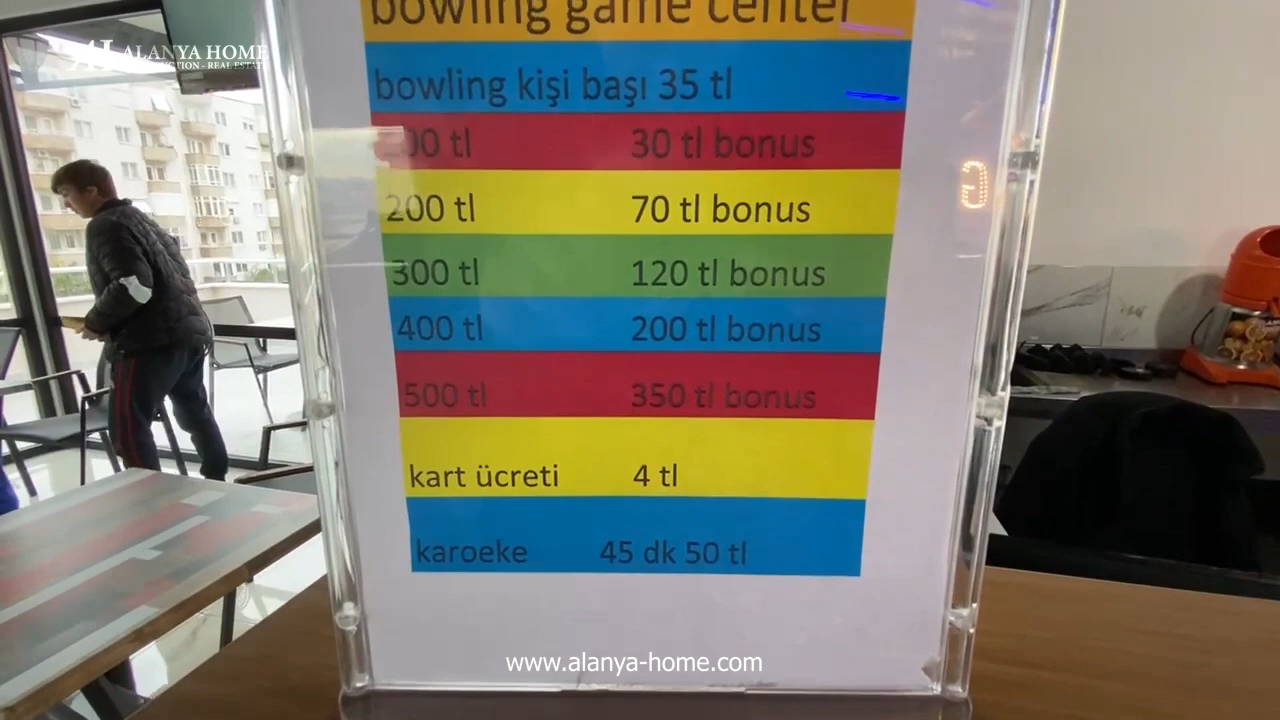 bowling game center
ALANYA HOME
bowling kişi başı 35 tl
00 tl 30 tl bonus
200 tl 70 tl bonus
300 tl 120 tl bonus
400 tl 200 tl bonus
500 tl 350 tl bonus
kart ücreti 4 tl
karoeke 45 dk 50 tl
www.alanya-home.com